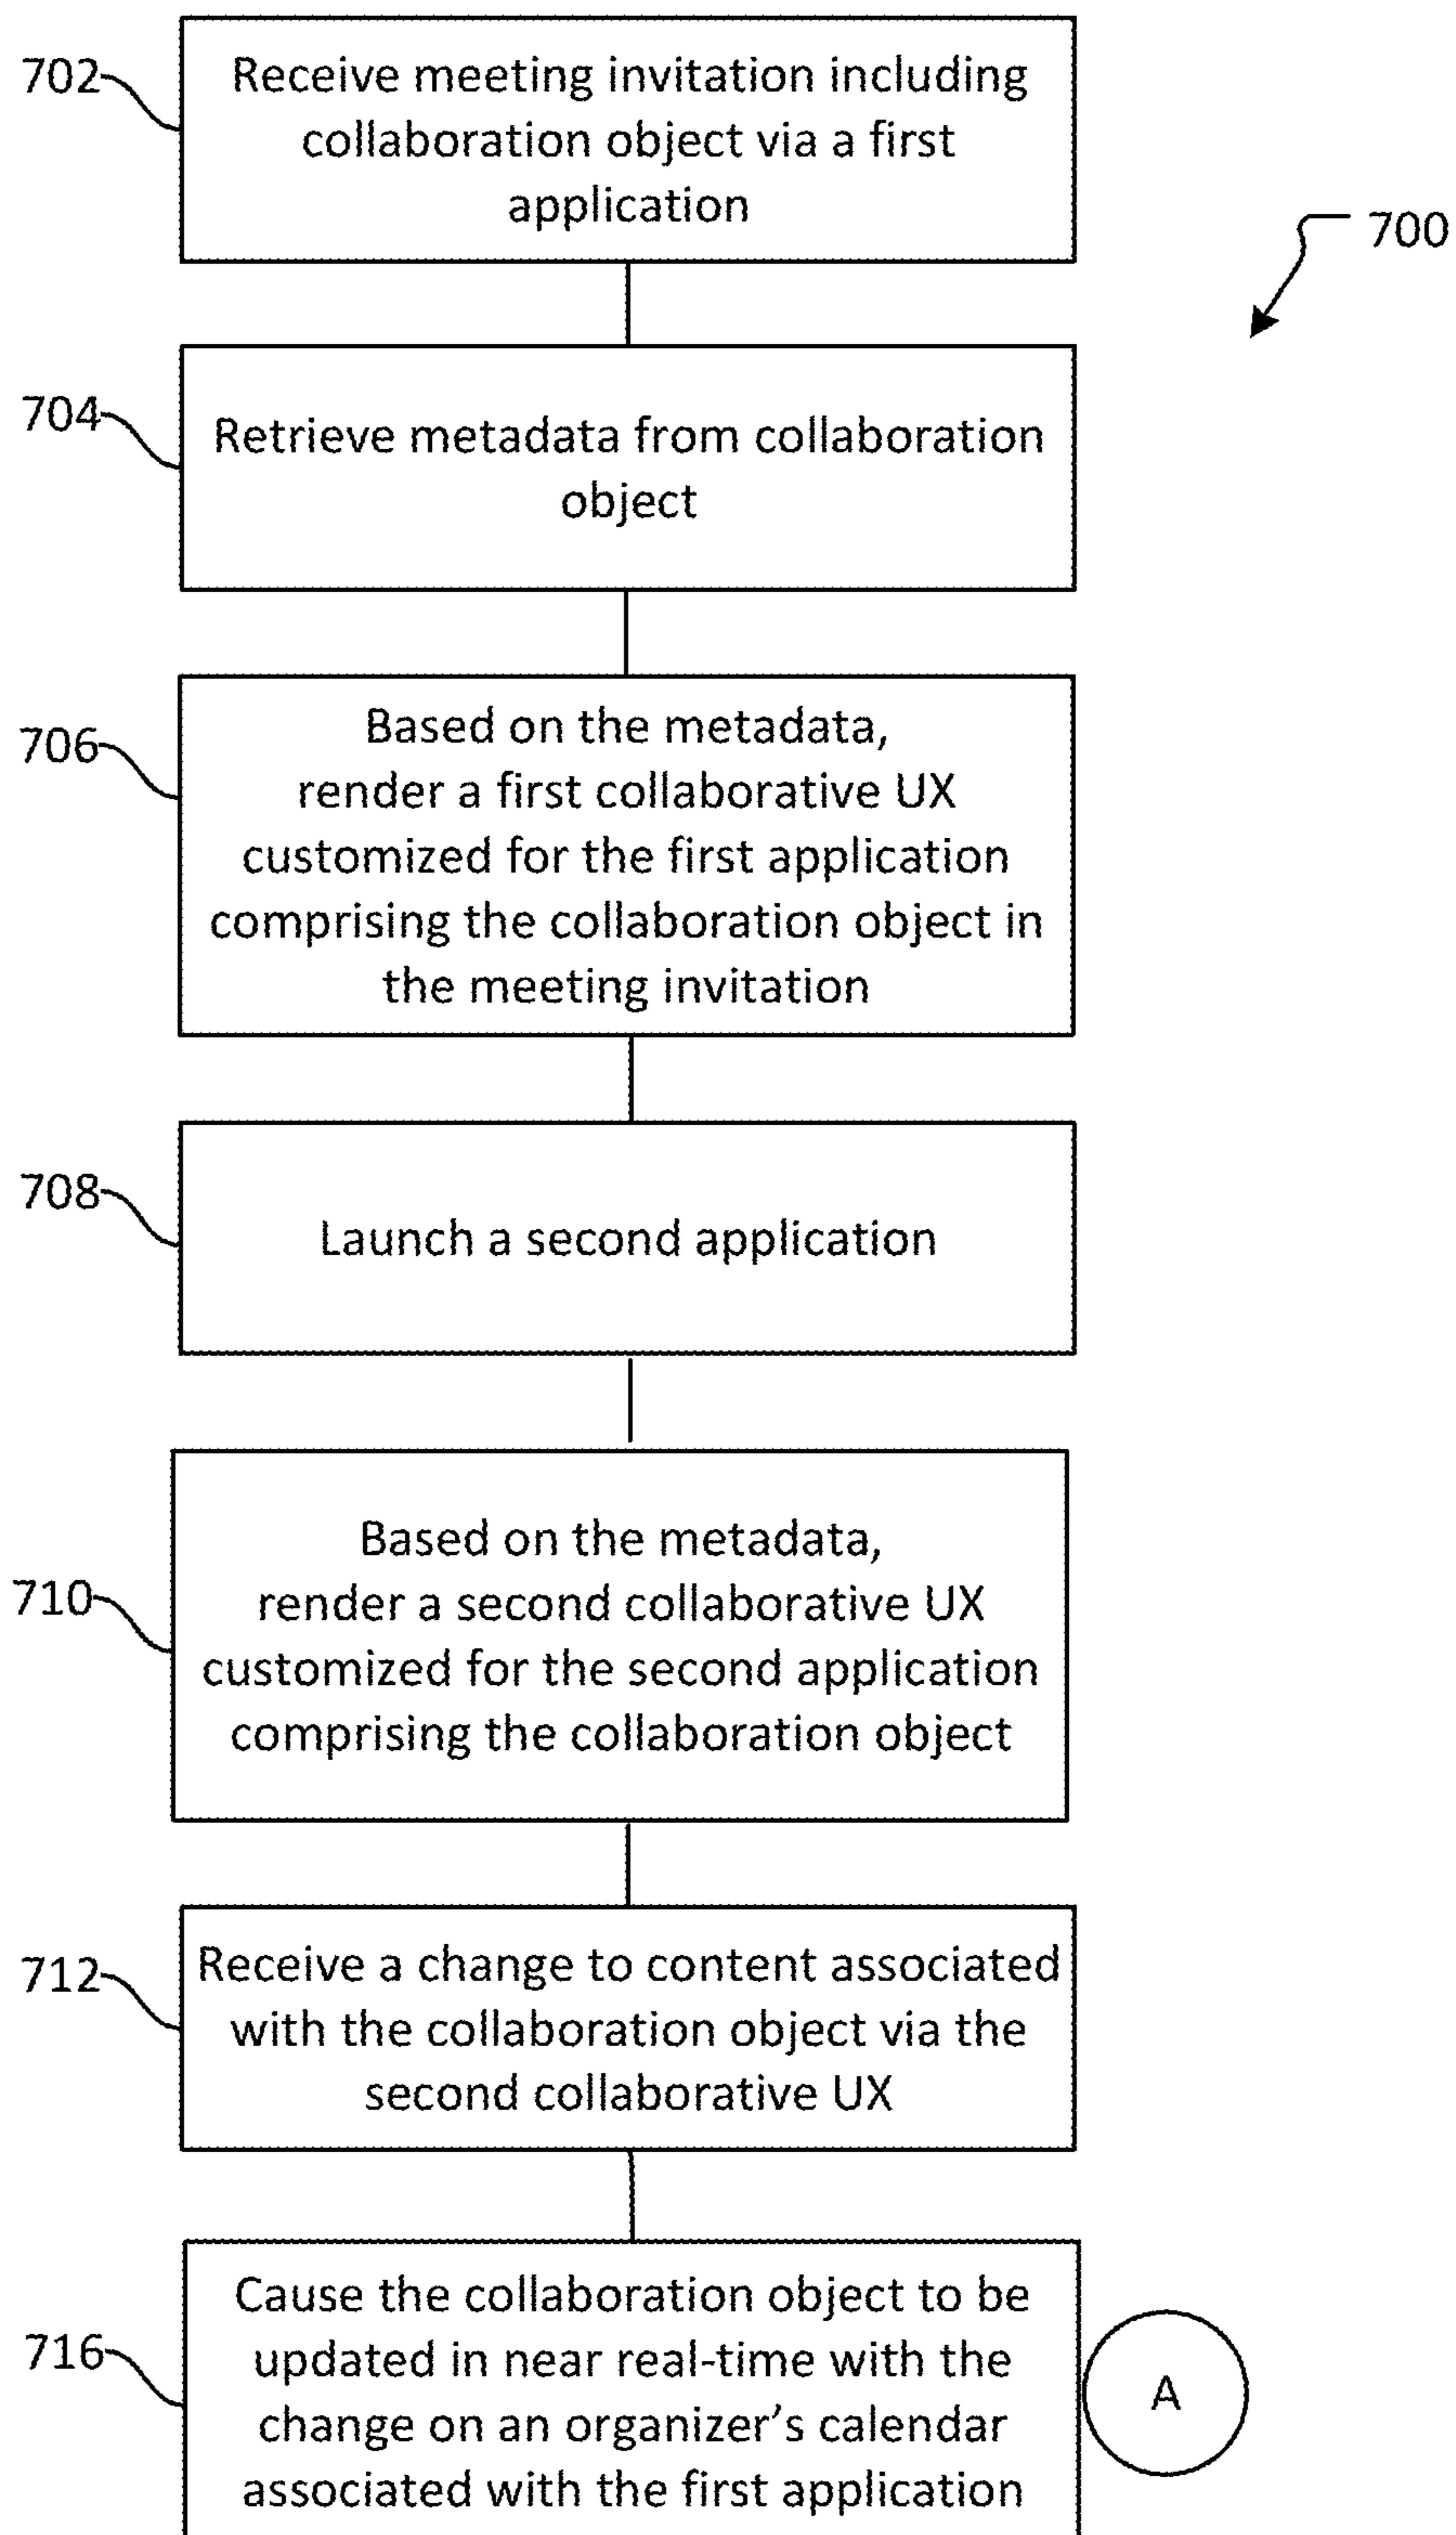 702
Receive meeting invitation including
collaboration object via a first
application
700
704
Retrieve metadata from collaboration
object
706
Based on the metadata,
render a first collaborative UX
customized for the first application
comprising the collaboration object in
the meeting invitation
708
Launch a second application
710
Based on the metadata,
render a second collaborative UX
customized for the second application
comprising the collaboration object
712
Receive a change to content associated
with the collaboration object via the
second collaborative UX
716
Cause the collaboration object to be
updated in near real-time with the
change on an organizer's calendar
associated with the first application
A